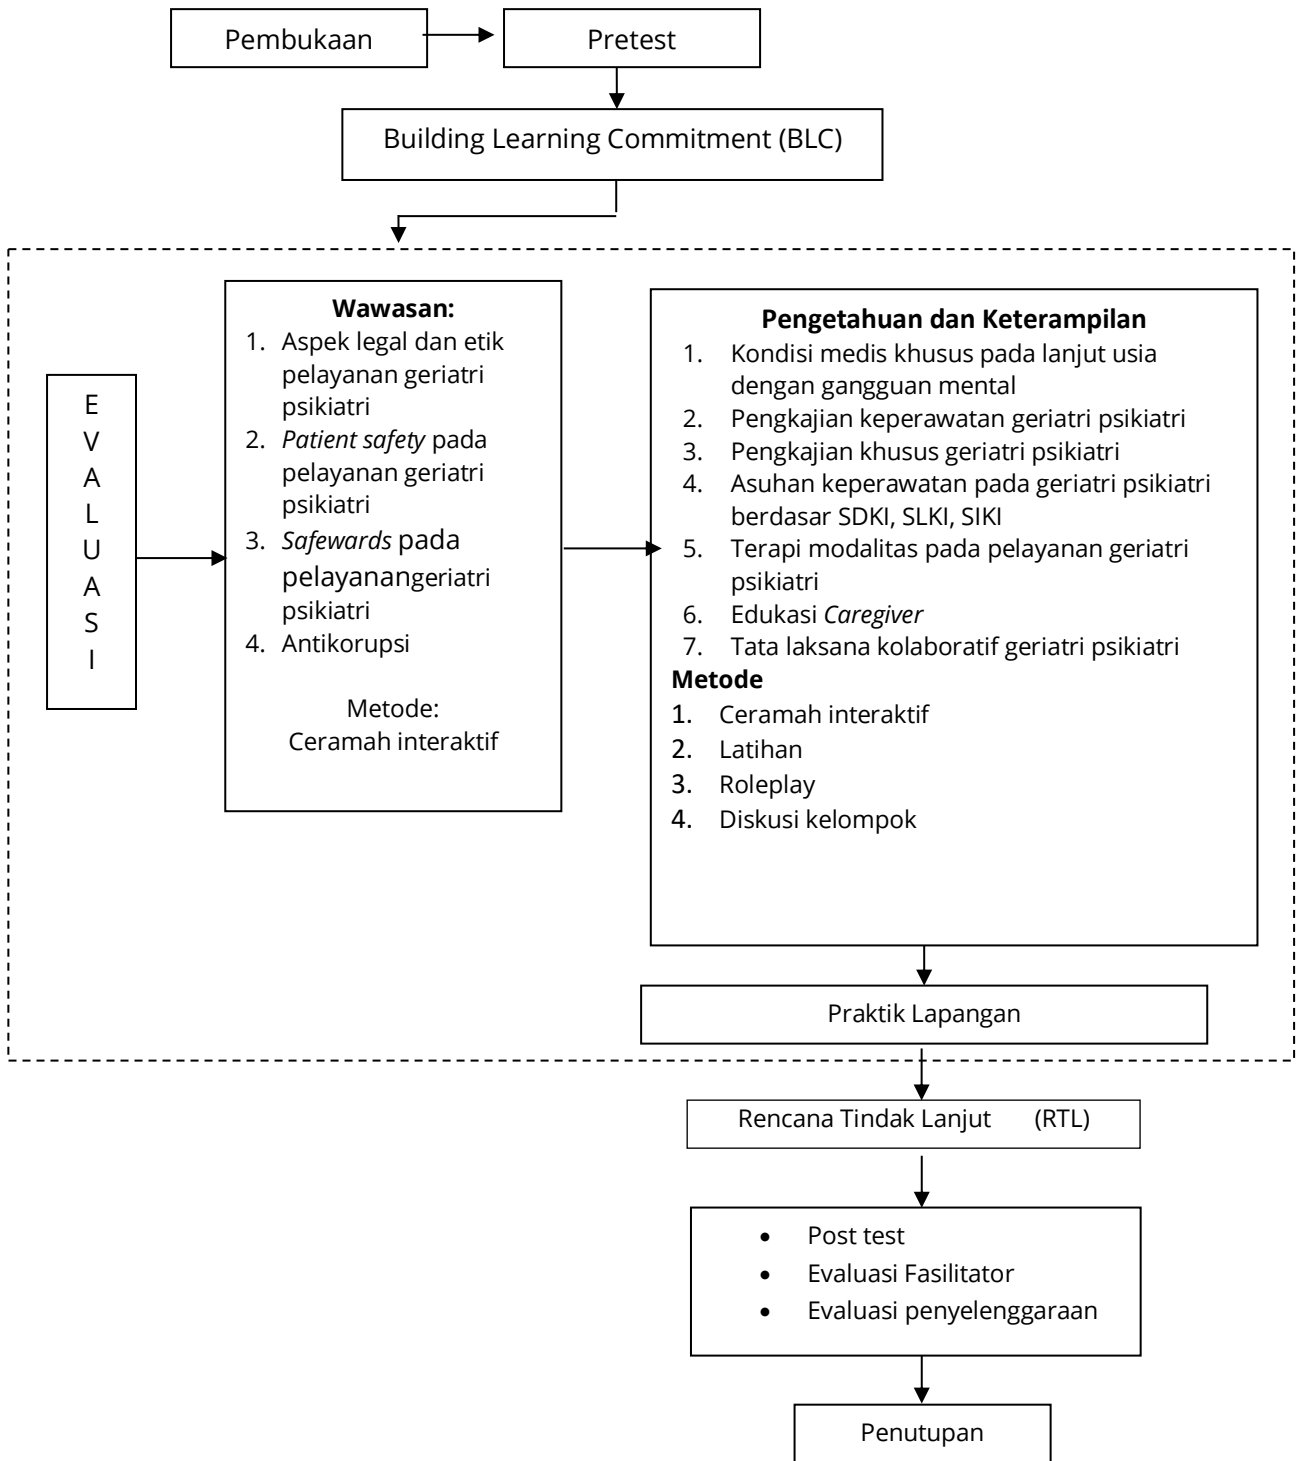 Pembukaan
Pretest
Building Learning Commitment (BLC)
E
V
A
L
U
A
S
I
Wawasan:
1. Aspek legal dan etik
pelayanan geriatri
psikiatri
2. Patient safety pada
pelayanan geriatri
psikiatri
3. Safewards pada
pelayanangeriatri
psikiatri
4. Antikorupsi
Metode:
Ceramah interaktif
Pengetahuan dan Keterampilan
1. Kondisi medis khusus pada lanjut usia
dengan gangguan mental
2. Pengkajian keperawatan geriatri psikiatri
3. Pengkajian khusus geriatri psikiatri
4. Asuhan keperawatan pada geriatri psikiatri
berdasar SDKI, SLKI, SIKI
5. Terapi modalitas pada pelayanan geriatri
psikiatri
6. Edukasi Caregiver
7. Tata laksana kolaboratif geriatri psikiatri
Metode
1. Ceramah interaktif
2. Latihan
3. Roleplay
4. Diskusi kelompok
Praktik Lapangan
Rencana Tindak Lanjut (RTL)
• Post test
• Evaluasi Fasilitator
• Evaluasi penyelenggaraan
Penutupan